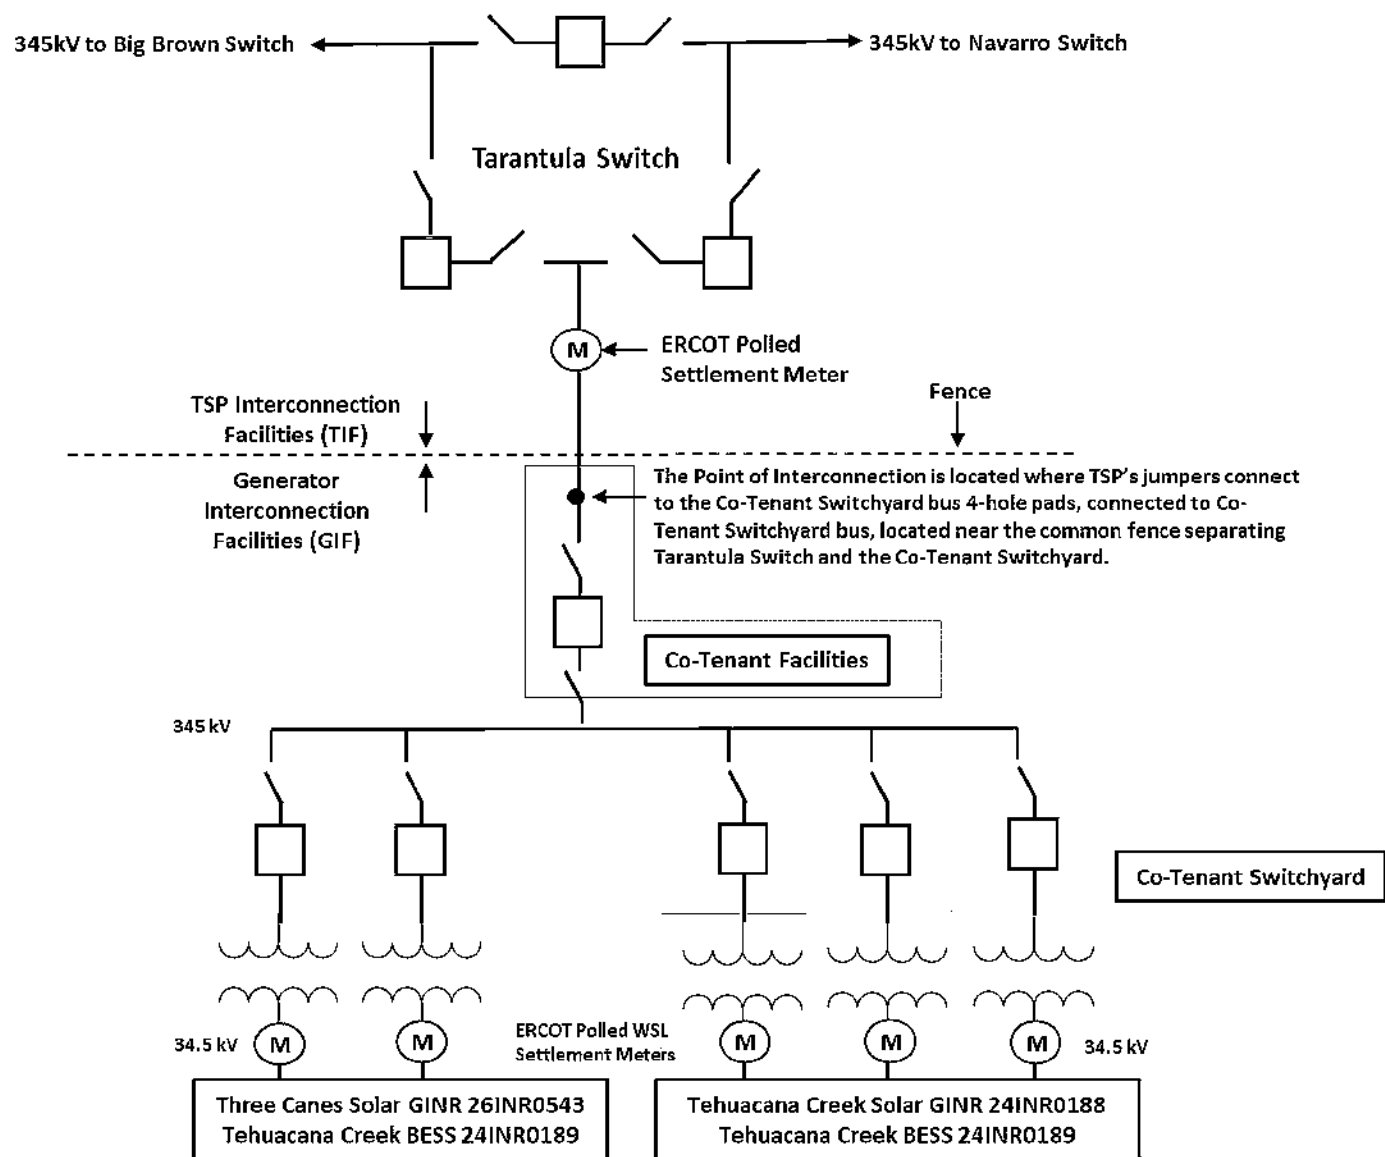 345kV to Big Brown Switch
345kV to Navarro Switch
Tarantula Switch
M
ERCOT Polled
Settlement Meter
TSP Interconnection
Facilities (TIF)
Fence
Generator
Interconnection
Facilities (GIF)
The Point of Interconnection is located where TSP's jumpers connect
to the Co-Tenant Switchyard bus 4-hole pads, connected to Co-
Tenant Switchyard bus, located near the common fence separating
Tarantula Switch and the Co-Tenant Switchyard.
Co-Tenant Facilities
345 kV
Co-Tenant Switchyard
34.5 kV
M
M
ERCOT Polled WSL
Settlement Meters
M
M
M
34.5 kV
Three Canes Solar GINR 26INR0543
Tehuacana Creek BESS 24INR0189
Tehuacana Creek Solar GINR 24INR0188
Tehuacana Creek BESS 24INR0189